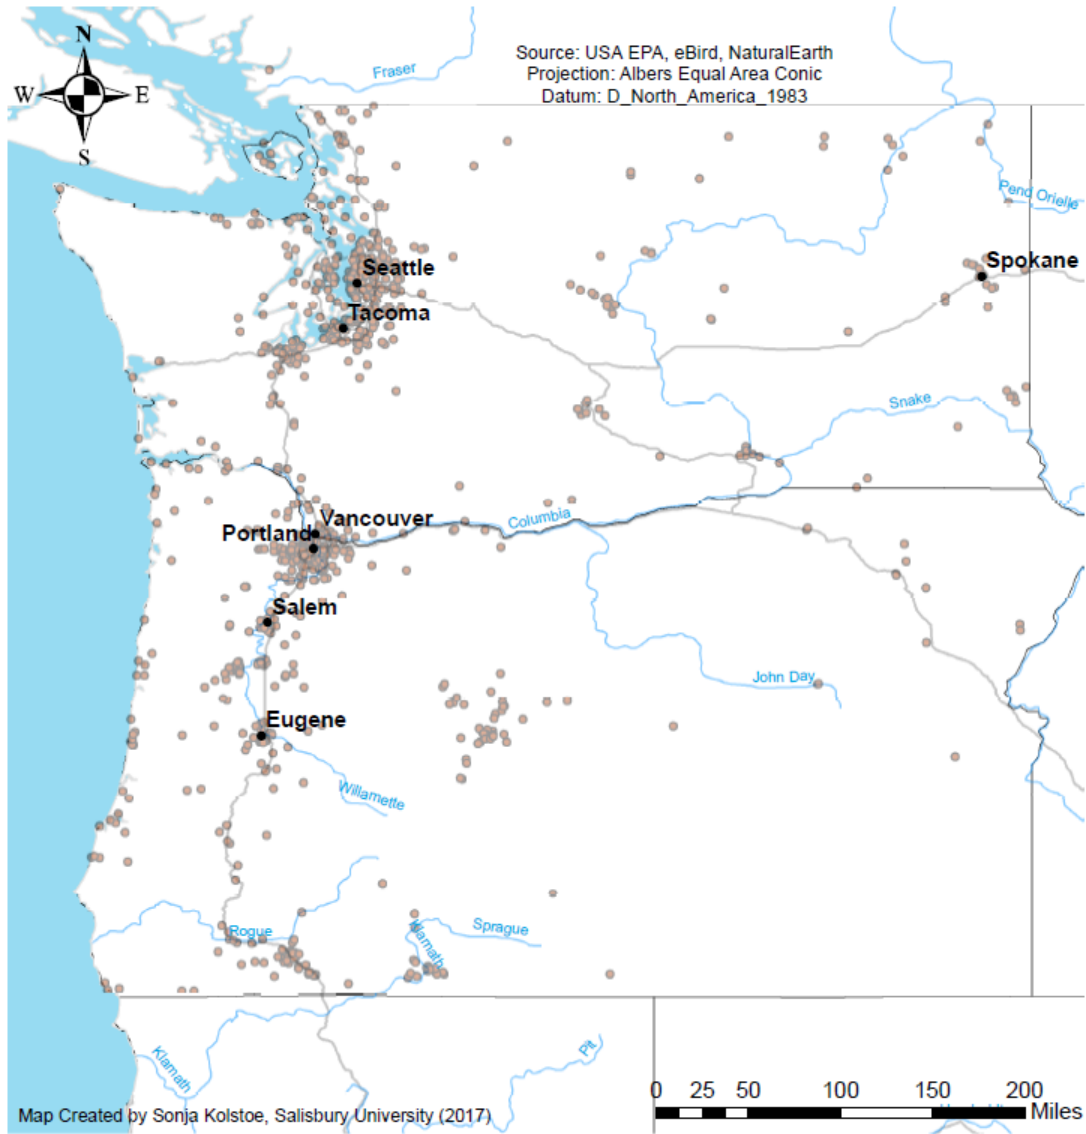 N
W E
S
Source: USA EPA, eBird, NaturalEarth
Projection: Albers Equal Area Conic
Datum: D_North_America_1983
Fraser
Pend Orielle
Seattle
Spokane
Tacoma
Snake
Columbia
Vancouver
Portland
Salem
John Day
Eugene
Willamette
Rogue
Klamath
Sprague
Klamath
Pit
0 25 50 100 150 200
Miles
Map Created by Sonja Kolstoe, Salisbury University (2017)